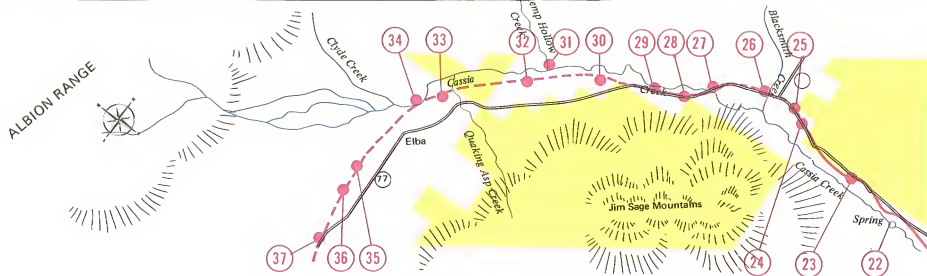 emp Hollow
Creek
Blacksmith
Creek
Clyde Creek
34
33
32
31
30
29
28
27
26
25
ALBION RANGE
Cassia
Creek
Elba
Quaking Asp Creek
77
Jim Sage Mountains
Cassia Creek
Spring
37
36
35
24
23
22